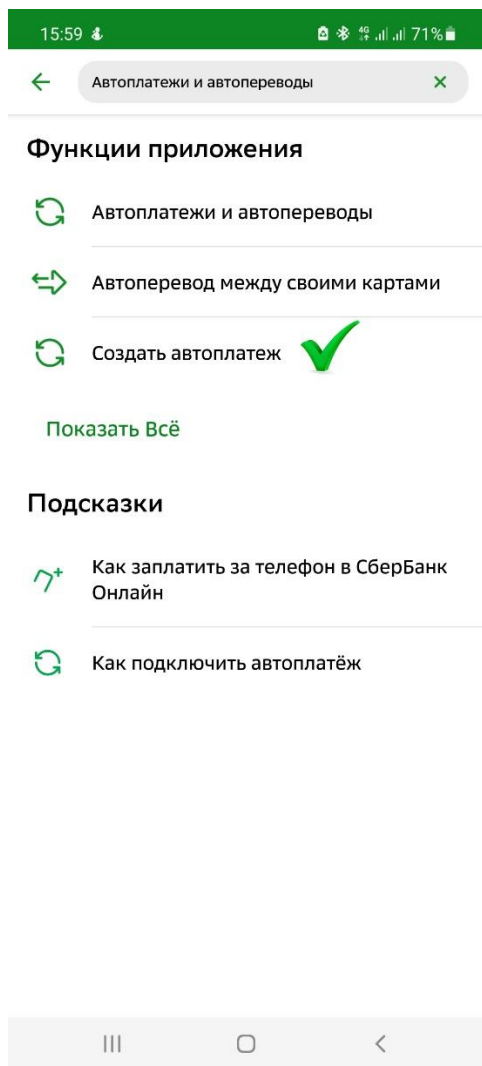 15:59 4G 71%
Автоплатежи и автопереводы
Функции приложения
Автоплатежи и автопереводы
Автоперевод между своими картами
Создать автоплатеж
Показать Всё
Подсказки
Как заплатить за телефон в СберБанк
Онлайн
Как подключить автоплатёж